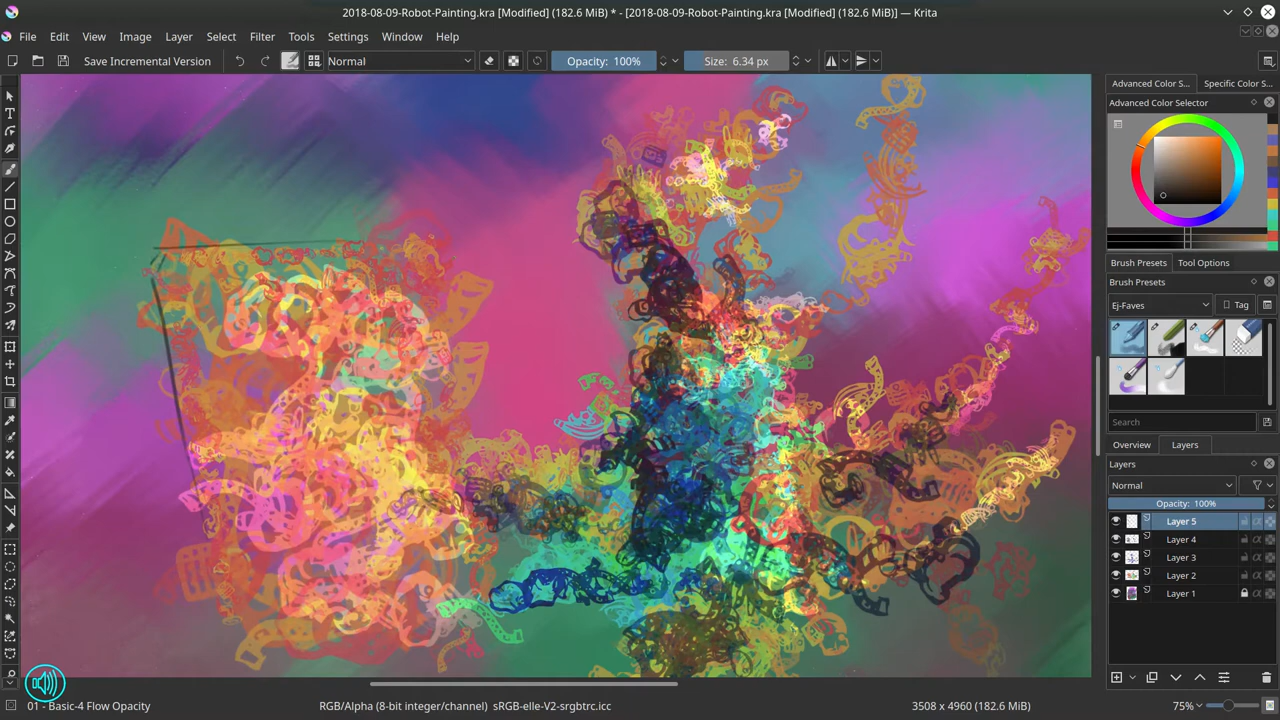 2018-08-09-Robot-Painting.kra [Modified] (182.6 MiB) * - [2018-08-09-Robot-Painting.kra [Modified] (182.6 MiB)] — Krita
File Edit View Image Layer Select Filter Tools Settings Window Help
Save Incremental Version Normal Opacity: 100% Size: 6.34 px
Advanced Color S... Specific Color S...
Advanced Color Selector
Brush Presets Tool Options
Brush Presets
Ej-Faves Tag
Search
Overview Layers
Layers
Normal
Opacity: 100%
Layer 5
Layer 4
Layer 3
Layer 2
Layer 1
01 - Basic-4 Flow Opacity RGB/Alpha (8-bit integer/channel) sRGB-elle-V2-srgbtrc.icc 3508 x 4960 (182.6 MiB) 75%